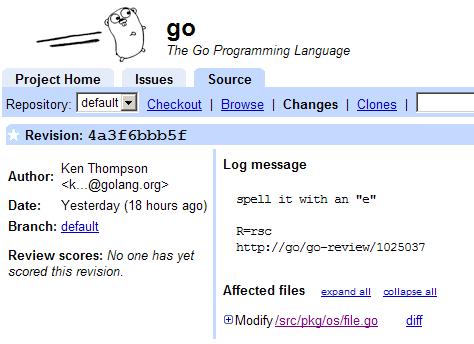 go
The Go Programming Language
Project Home Issues Source
Repository: default Checkout | Browse | Changes | Clones |
Revision: 4a3f6bbb5f
Author: Ken Thompson
<k...@golang.org>
Date: Yesterday (18 hours ago)
Branch: default
Review scores: No one has yet
scored this revision.
Log message
spell it with an "e"
R=rsc
http://go/go-review/1025037
Affected files expand all collapse all
Modify /src/pkg/os/file.go diff